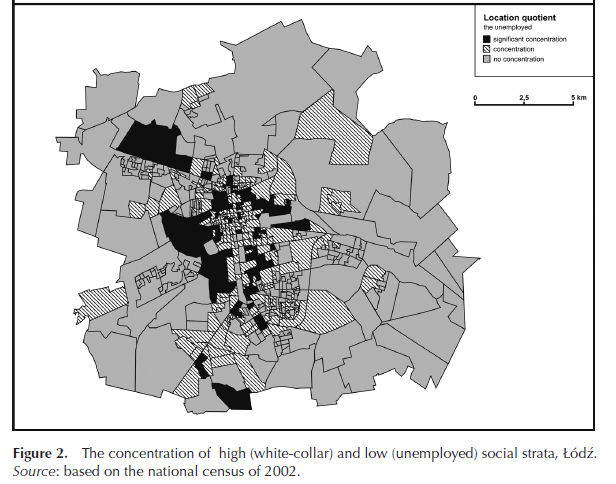 Location quotient
the unemployed
significant concentration
concentration
no concentration
0 2,5 5 km
Figure 2. The concentration of high (white-collar) and low (unemployed) social strata, Łódź.
Source: based on the national census of 2002.